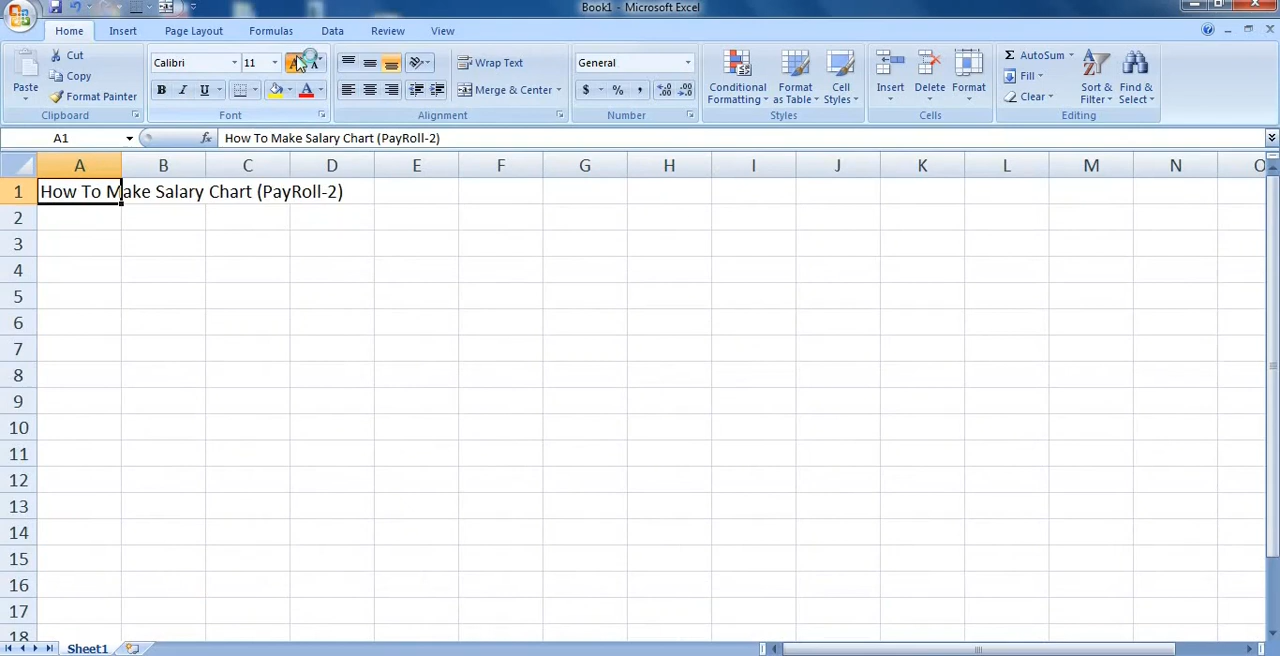 Book1 - Microsoft Excel
Home Insert Page Layout Formulas Data Review View
Cut
Copy
Format Painter
Paste
Clipboard
Calibri 11
B I U A
Font
Wrap Text
Merge & Center
Alignment
General
$ % ,
Number
Conditional Formatting
Format as Table
Cell Styles
Styles
Insert Delete Format
Cells
Σ AutoSum
Fill
Clear
Sort & Filter
Find & Select
Editing
A1 fx How To Make Salary Chart (PayRoll-2)
A B C D E F G H I J K L M N O
1 How To Make Salary Chart (PayRoll-2)
2
3
4
5
6
7
8
9
10
11
12
13
14
15
16
17
18
Sheet1